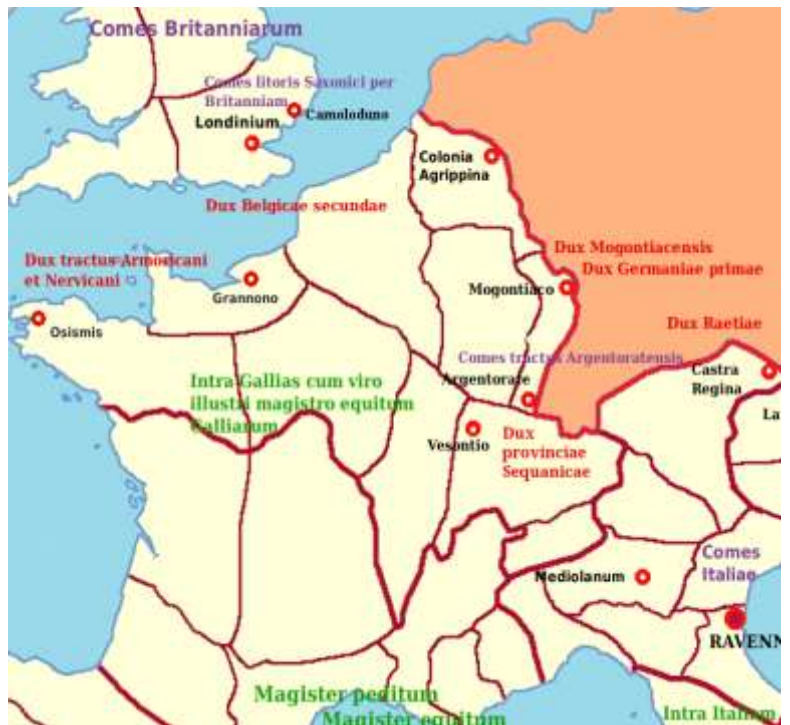 Comes Britanniarum
Comes litoris Saxonici per
Britanniam
Camoloduno
Londinium
Colonia
Agrippina
Dux Belgicae secundae
Dux tractus Armoricani
et Nervicani
Dux Mogontiacensis
Dux Germaniae primae
Grannono
Mogontiaco
Osismis
Dux Raetiae
Comes tractus Argentoratensis
Argentorate
Castra
Regina
Intra Gallias cum viro
illustri magistro equitum
Galliarum
La
Vesontio
Dux
provinciae
Sequanicae
Comes
Italiae
Mediolanum
RAVENN
Magister peditum
Magister equitum
Intra Italiam